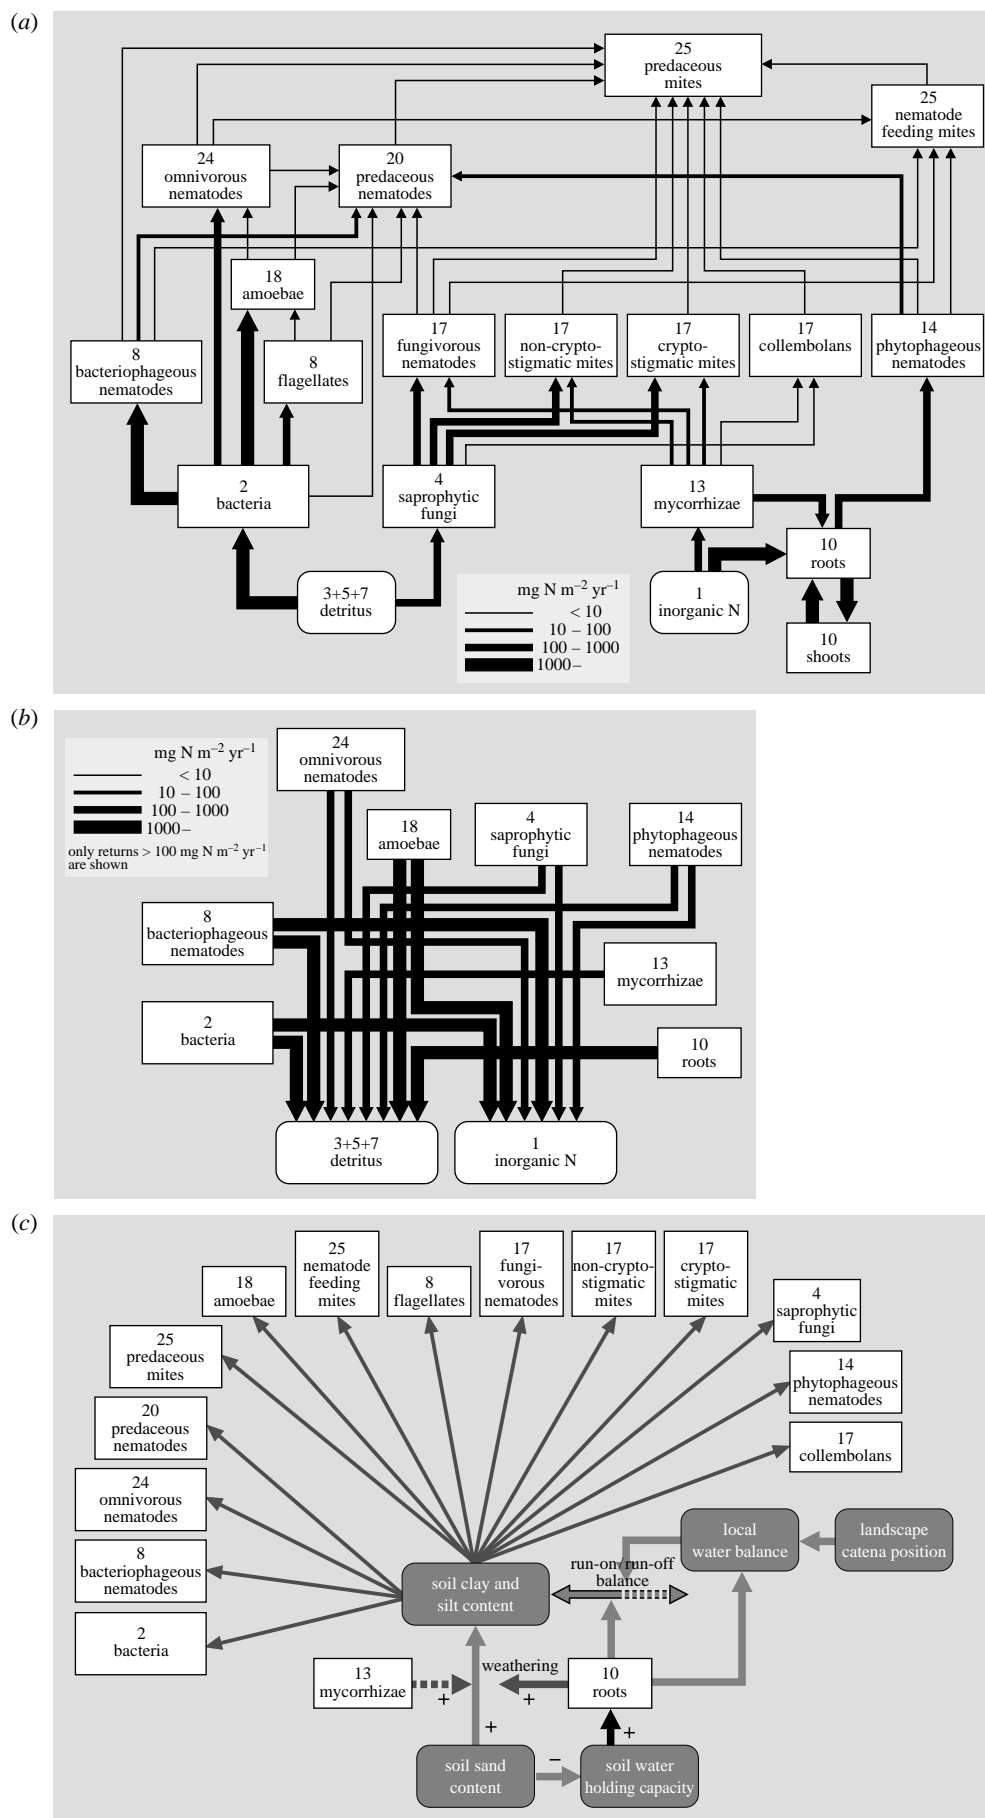 (a)
25
predaceous
mites
25
nematode
feeding mites
24
omnivorous
nematodes
20
predaceous
nematodes
18
amoebae
8
bacteriophageous
nematodes
8
flagellates
17
fungivorous
nematodes
17
non-crypto-
stigmatic mites
17
crypto-
stigmatic mites
17
collembolans
14
phytophageous
nematodes
2
bacteria
4
saprophytic
fungi
13
mycorrhizae
10
roots
3+5+7
detritus
1
inorganic N
10
shoots
mg N m–2 yr–1
< 10
10 – 100
100 – 1000
1000–
(b)
mg N m–2 yr–1
< 10
10 – 100
100 – 1000
1000–
only returns > 100 mg N m–2 yr–1
are shown
24
omnivorous
nematodes
18
amoebae
4
saprophytic
fungi
14
phytophageous
nematodes
8
bacteriophageous
nematodes
13
mycorrhizae
2
bacteria
10
roots
3+5+7
detritus
1
inorganic N
(c)
18
amoebae
25
nematode
feeding
mites
8
flagellates
17
fungi-
vorous
nematodes
17
non-crypto-
stigmatic
mites
17
crypto-
stigmatic
mites
4
saprophytic
fungi
25
predaceous
mites
14
phytophageous
nematodes
20
predaceous
nematodes
17
collembolans
24
omnivorous
nematodes
8
bacteriophageous
nematodes
2
bacteria
local
water balance
landscape
catena position
run-on run-off
balance
soil clay and
silt content
13
mycorrhizae
+
weathering
+
10
roots
+
+
soil sand
content
–
soil water
holding capacity